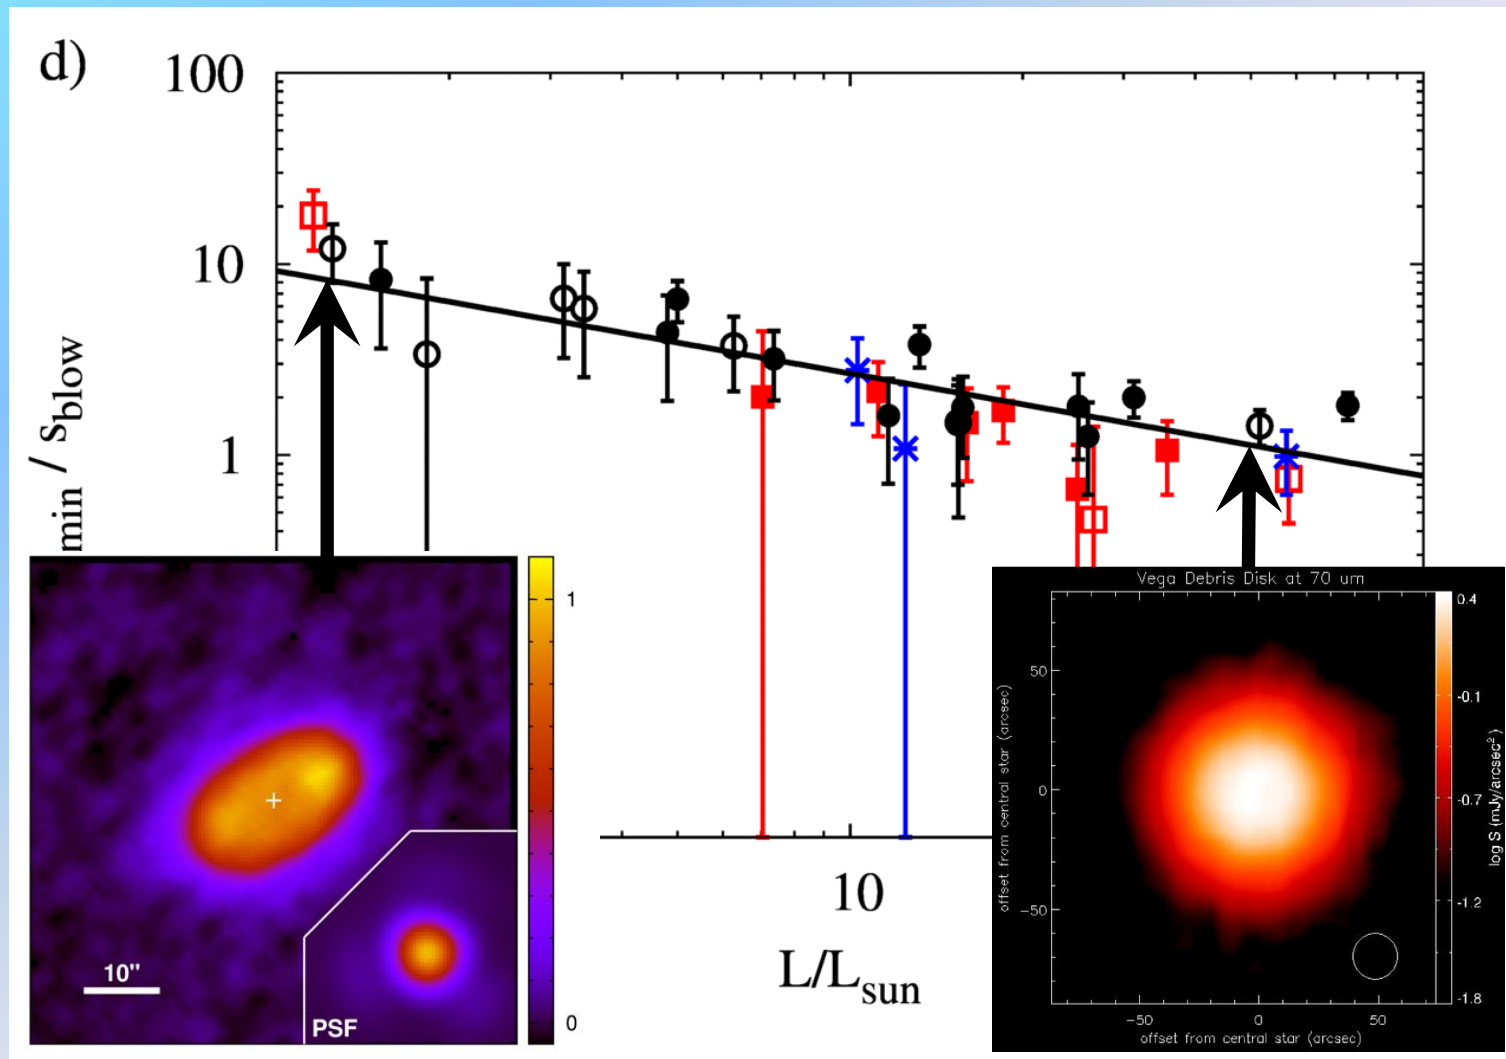 d)
100
10
1
min / sblow
10
L/Lsun
1
0
10"
PSF
Vega Debris Disk at 70 um
50
0
-50
offset from central star (arcsec)
-50
0
50
offset from central star (arcsec)
0.4
-0.1
-0.7
-1.2
-1.8
log S (mJy/arcsec²)